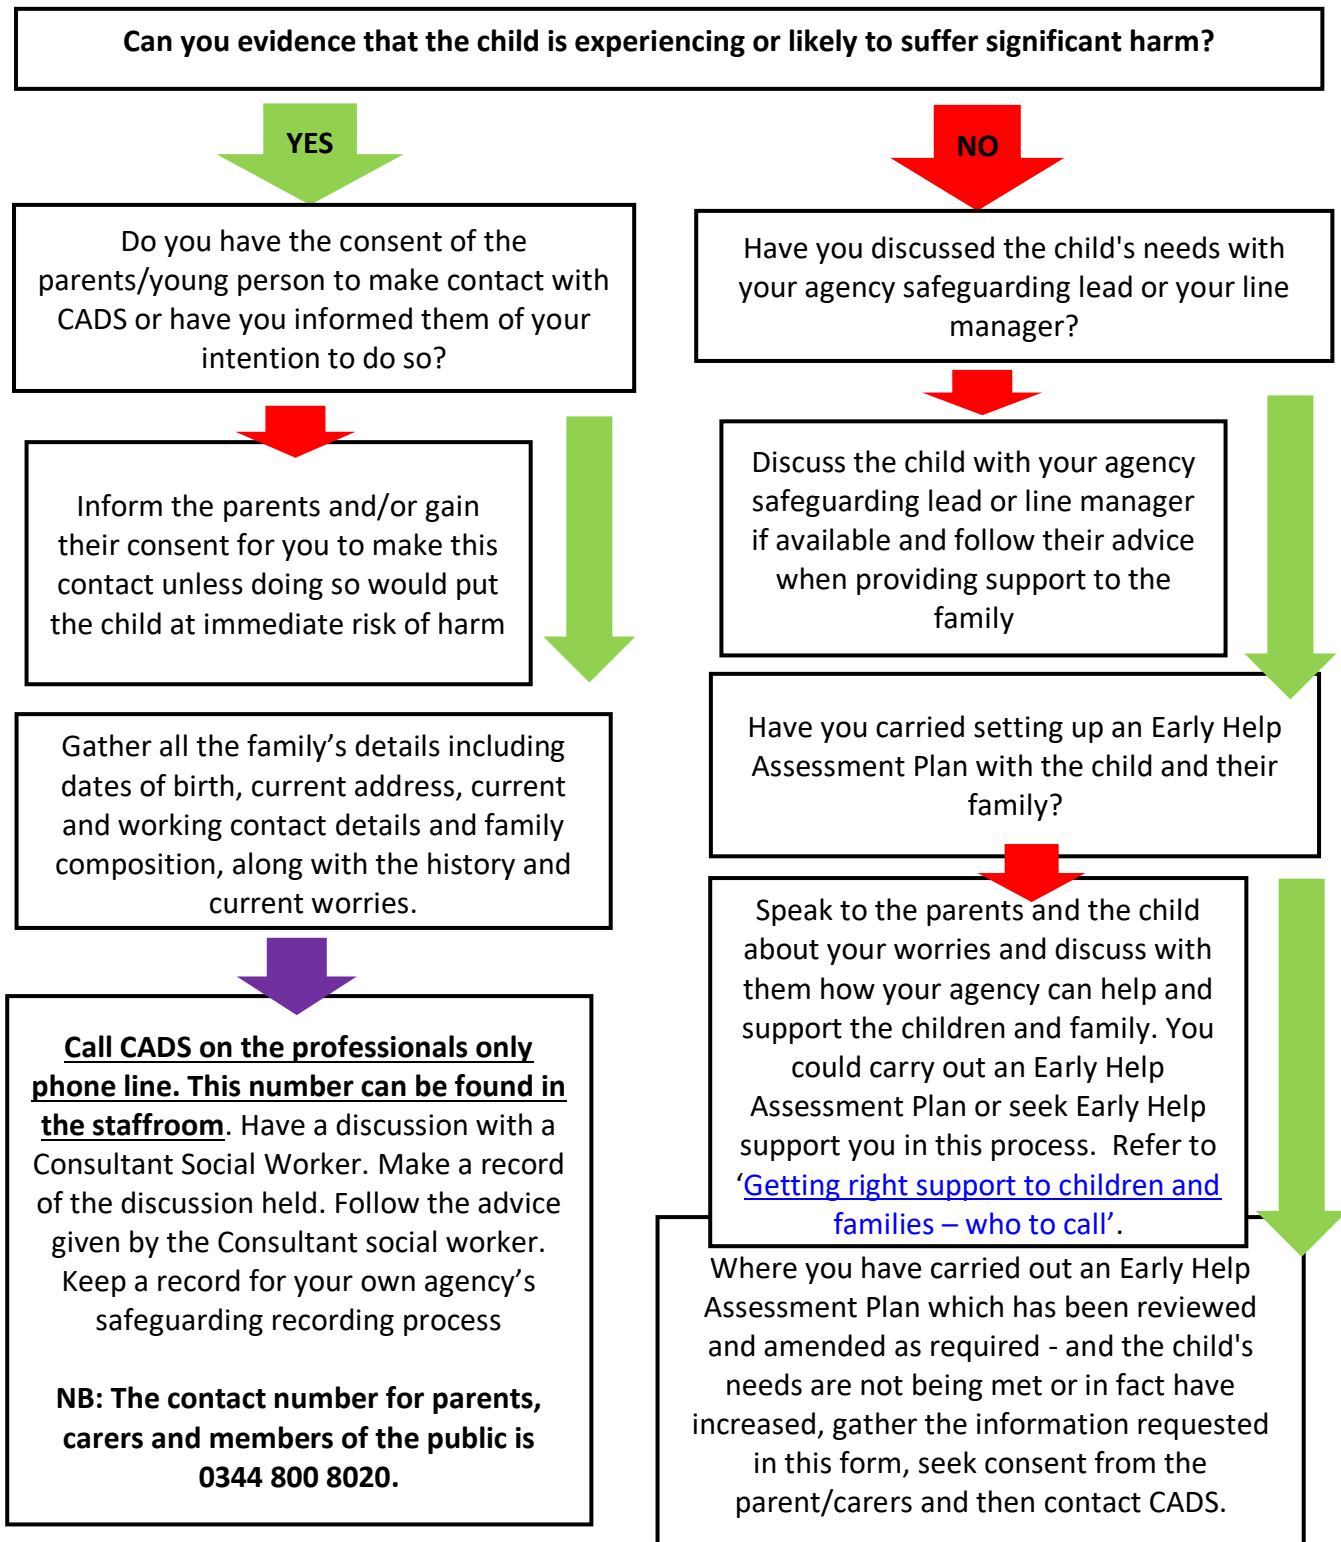 Can you evidence that the child is experiencing or likely to suffer significant harm?
YES
Do you have the consent of the
parents/young person to make contact with
CADS or have you informed them of your
intention to do so?
Inform the parents and/or gain
their consent for you to make this
contact unless doing so would put
the child at immediate risk of harm
Gather all the family’s details including
dates of birth, current address, current
and working contact details and family
composition, along with the history and
current worries.
Call CADS on the professionals only
phone line. This number can be found in
the staffroom. Have a discussion with a
Consultant Social Worker. Make a record
of the discussion held. Follow the advice
given by the Consultant social worker.
Keep a record for your own agency’s
safeguarding recording process
NB: The contact number for parents,
carers and members of the public is
0344 800 8020.
NO
Have you discussed the child's needs with
your agency safeguarding lead or your line
manager?
Discuss the child with your agency
safeguarding lead or line manager
if available and follow their advice
when providing support to the
family
Have you carried setting up an Early Help
Assessment Plan with the child and their
family?
Speak to the parents and the child
about your worries and discuss with
them how your agency can help and
support the children and family. You
could carry out an Early Help
Assessment Plan or seek Early Help
support you in this process. Refer to
‘Getting right support to children and
families – who to call’.
Where you have carried out an Early Help
Assessment Plan which has been reviewed
and amended as required - and the child's
needs are not being met or in fact have
increased, gather the information requested
in this form, seek consent from the
parent/carers and then contact CADS.